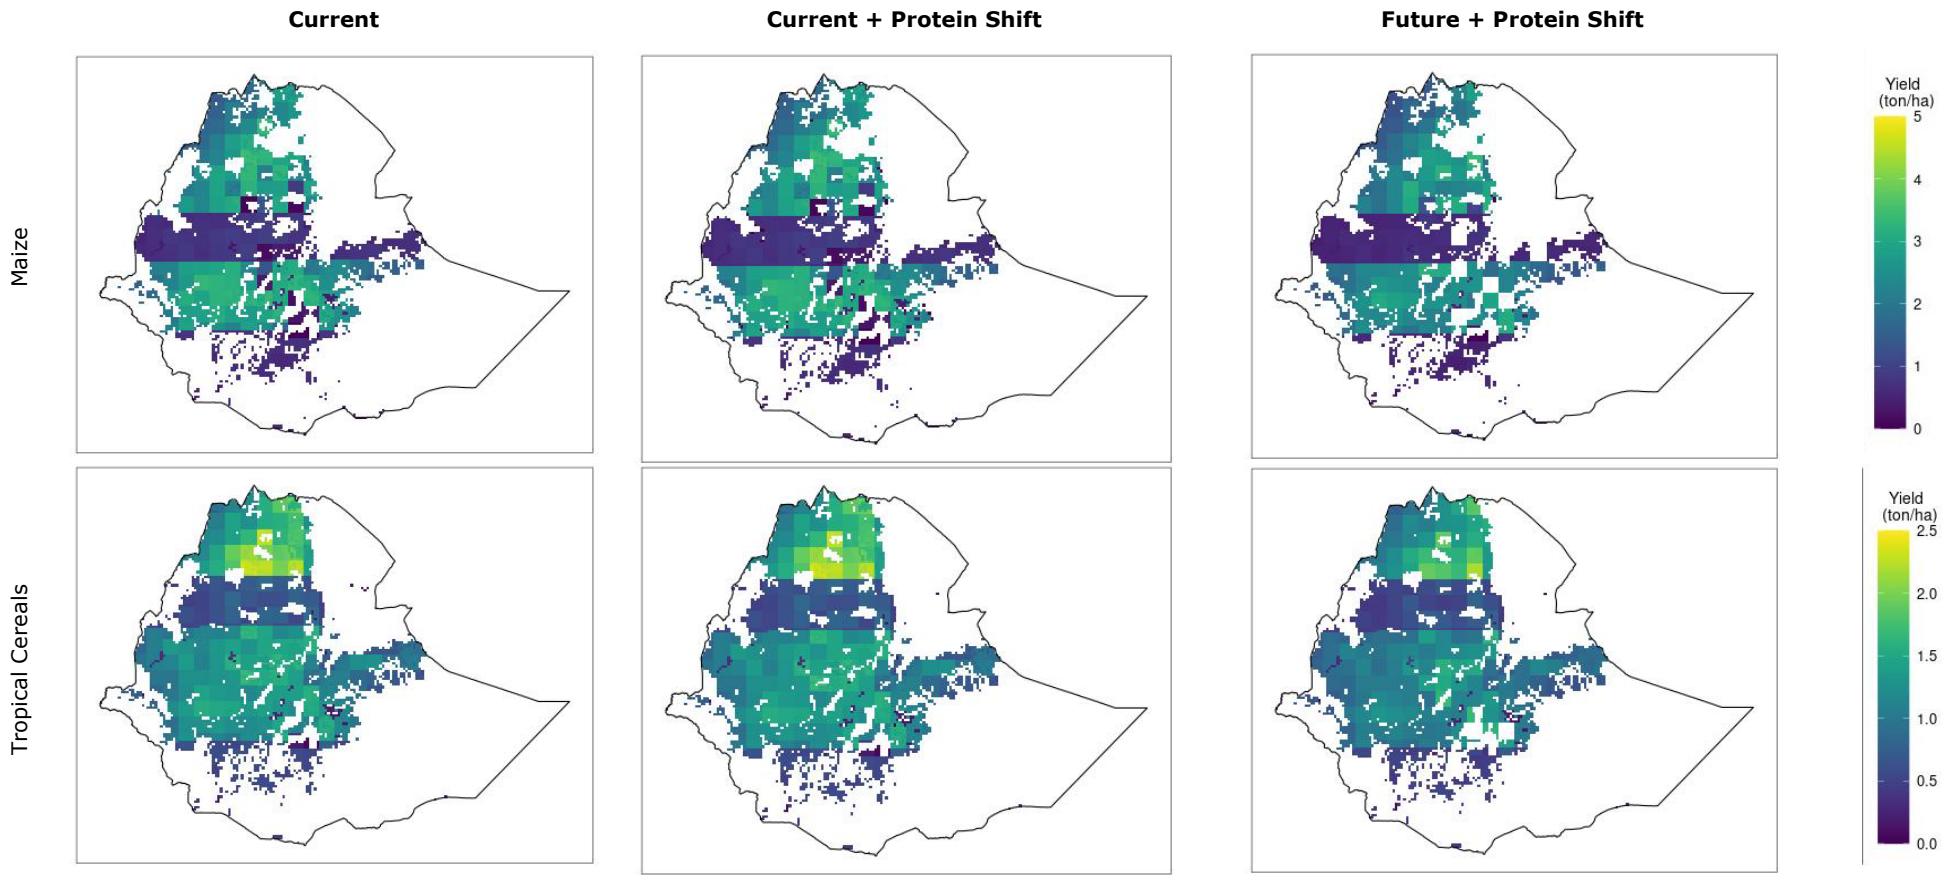 Current
Current + Protein Shift
Future + Protein Shift
Maize
Yield
(ton/ha)
5
4
3
2
1
0
Tropical Cereals
Yield
(ton/ha)
2.5
2.0
1.5
1.0
0.5
0.0